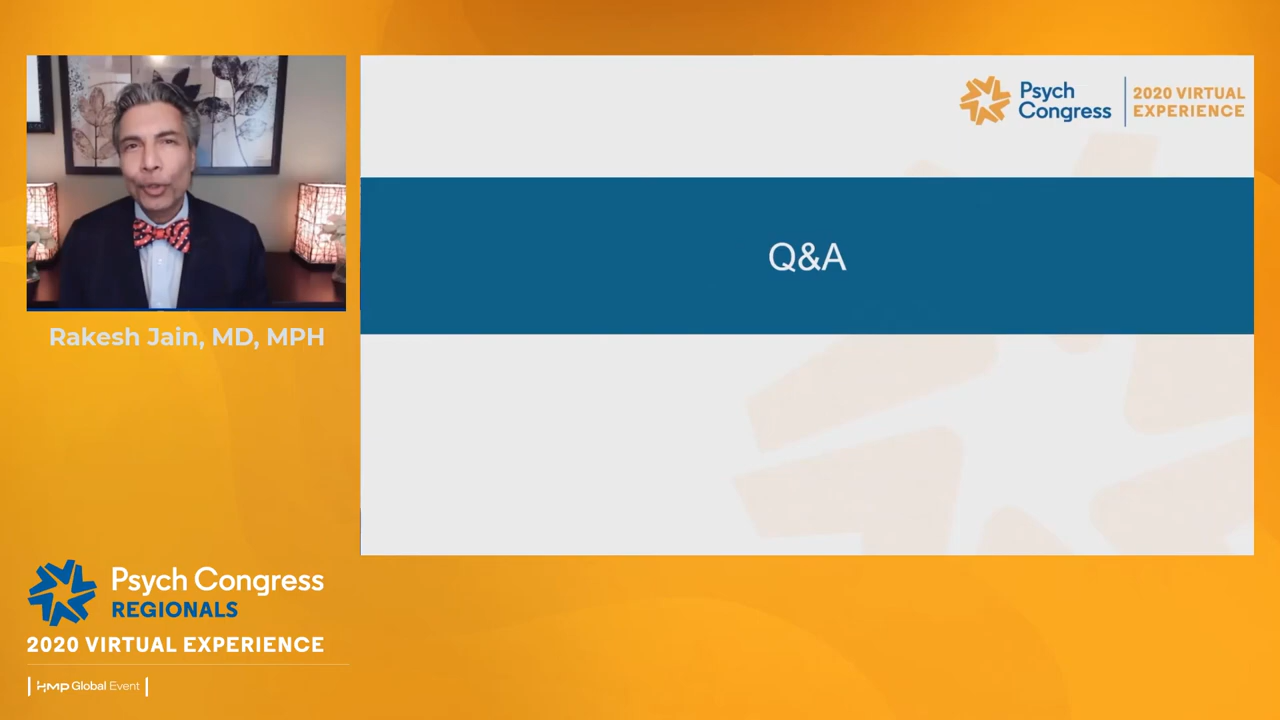 Psych
Congress
2020 VIRTUAL
EXPERIENCE
Q&A
Rakesh Jain, MD, MPH
Psych Congress
REGIONALS
2020 VIRTUAL EXPERIENCE
HMP Global Event